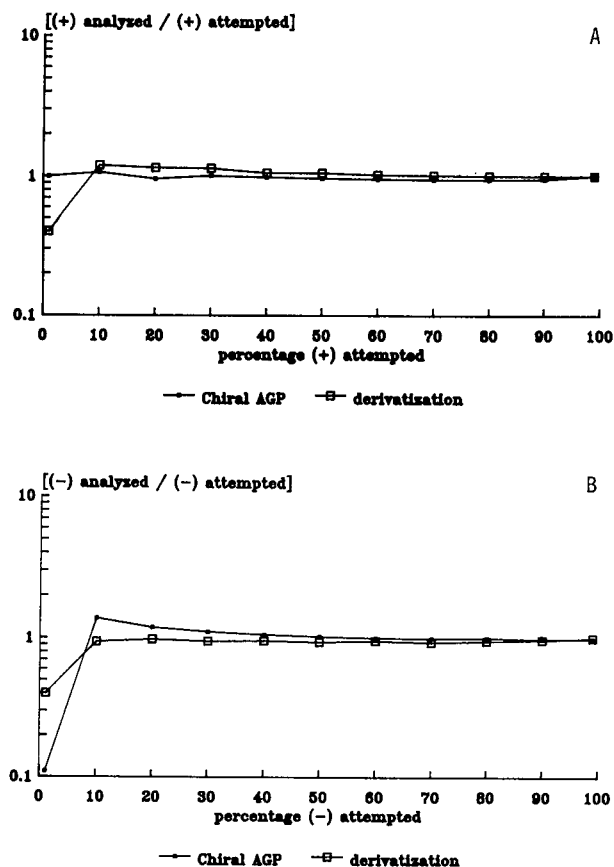 [(+) analyzed / (+) attempted]
A
10
1
0.1
0 10 20 30 40 50 60 70 80 90 100
percentage (+) attempted
Chiral AGP derivatization
[(−) analyzed / (−) attempted]
B
10
1
0.1
0 10 20 30 40 50 60 70 80 90 100
percentage (−) attempted
Chiral AGP derivatization